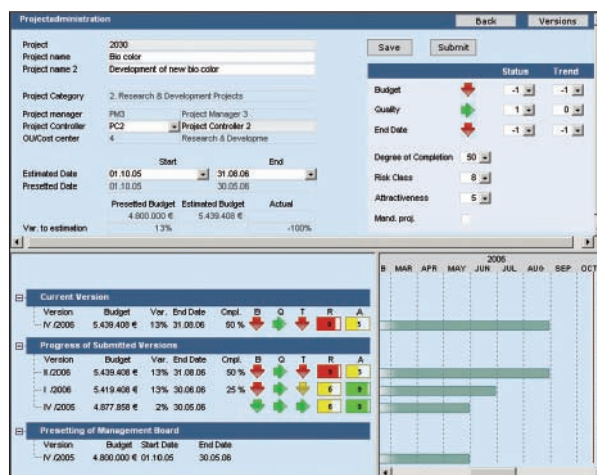 Projectadministration Back Versions
Project 2030 Save Submit
Project name Bio color
Project name 2 Development of new bio color
Status Trend
Project Category 2. Research & Development Projects
Budget -1 -1
Project manager PM3 Project Manager 3
Quality 1 0
Project Controller PC2 Project Controller 2
End Date -1 -1
OU/Cost center 4 Research & Developme
Start End
Degree of Completion 50
Estimated Date 01.10.05 31.08.06
Risk Class 8
Presetted Date 01.10.05 30.05.06
Attractiveness 5
Presetted Budget Estimated Budget Actual
Mand. proj.
4.800.000 € 5.439.408 €
Var. to estimation 13% -100%
2006
MAR APR MAY JUN JUL AUG SEP OCT
Current Version
Version Budget Var. End Date Cmpl. B Q T R A
IV /2006 5.439.408 € 13% 31.08.06 50 % 5
Progress of Submitted Versions
Version Budget Var. End Date Cmpl. B Q T R A
II /2006 5.439.408 € 13% 31.08.06 50 % 5
I /2006 5.419.408 € 13% 30.06.06 25 % 6
IV /2005 4.877.858 € 2% 30.05.06 6
Presetting of Management Board
Version Budget Start Date End Date
IV /2005 4.800.000 € 01.10.05 30.05.06